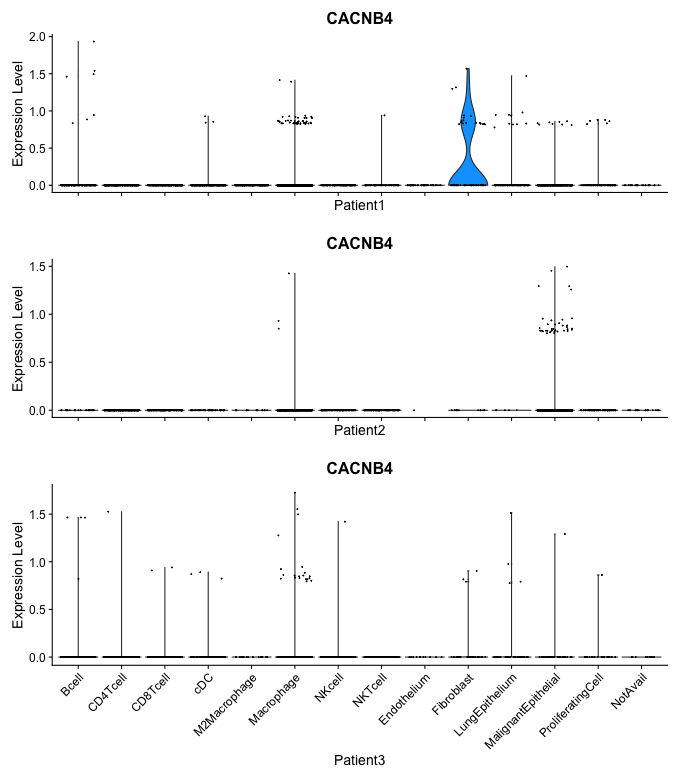 CACNB4
2.0
1.5
1.0
0.5
0.0
Expression Level
Patient1
CACNB4
1.5
1.0
0.5
0.0
Expression Level
Patient2
CACNB4
1.5
1.0
0.5
0.0
Expression Level
Bcell
CD4Tcell
CD8Tcell
cDC
M2Macrophage
Macrophage
NKcell
NKTcell
Endothelium
Fibroblast
LungEpithelium
MalignantEpithelial
ProliferatingCell
NotAvail
Patient3